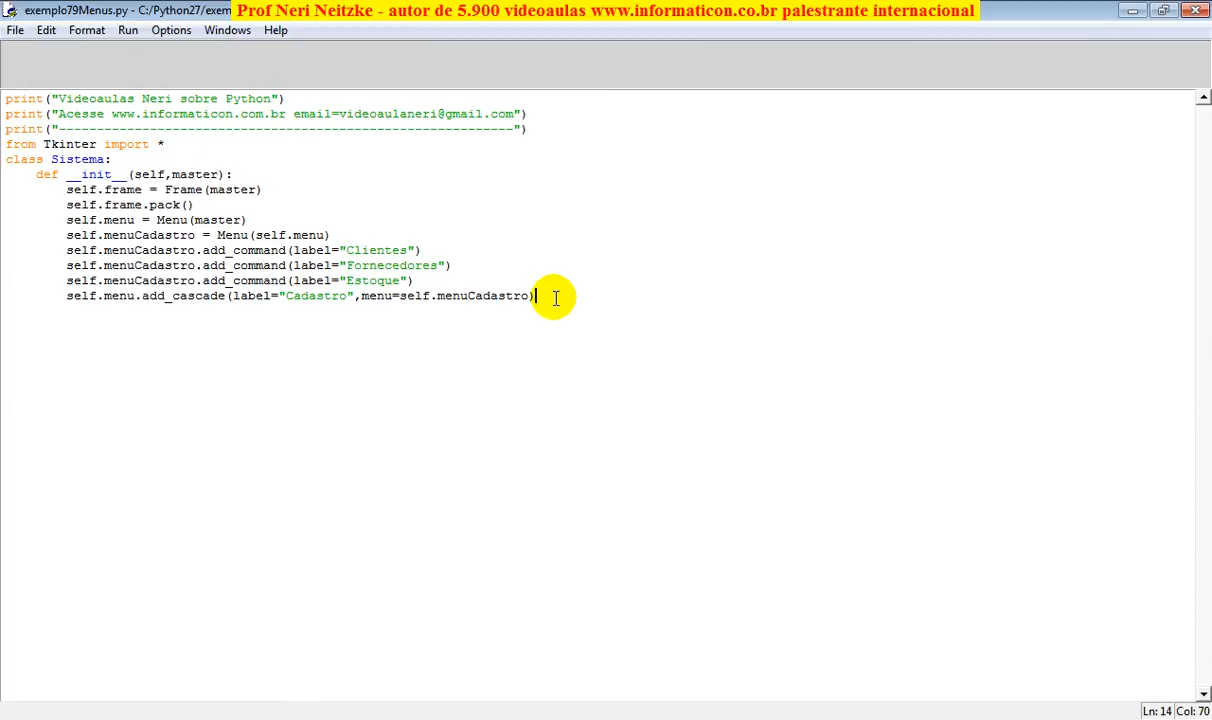 exemplo79Menus.py - C:/Python27/exem
Prof Neri Neitzke - autor de 5.900 videoaulas www.informaticon.co.br palestrante internacional
File Edit Format Run Options Windows Help
print("Videoaulas Neri sobre Python")
print("Acesse www.informaticon.com.br email=videoaulaneri@gmail.com")
print("------------------------------------------------------------")
from Tkinter import *
class Sistema:
    def __init__(self,master):
        self.frame = Frame(master)
        self.frame.pack()
        self.menu = Menu(master)
        self.menuCadastro = Menu(self.menu)
        self.menuCadastro.add_command(label="Clientes")
        self.menuCadastro.add_command(label="Fornecedores")
        self.menuCadastro.add_command(label="Estoque")
        self.menu.add_cascade(label="Cadastro",menu=self.menuCadastro)
Ln: 14 Col: 70